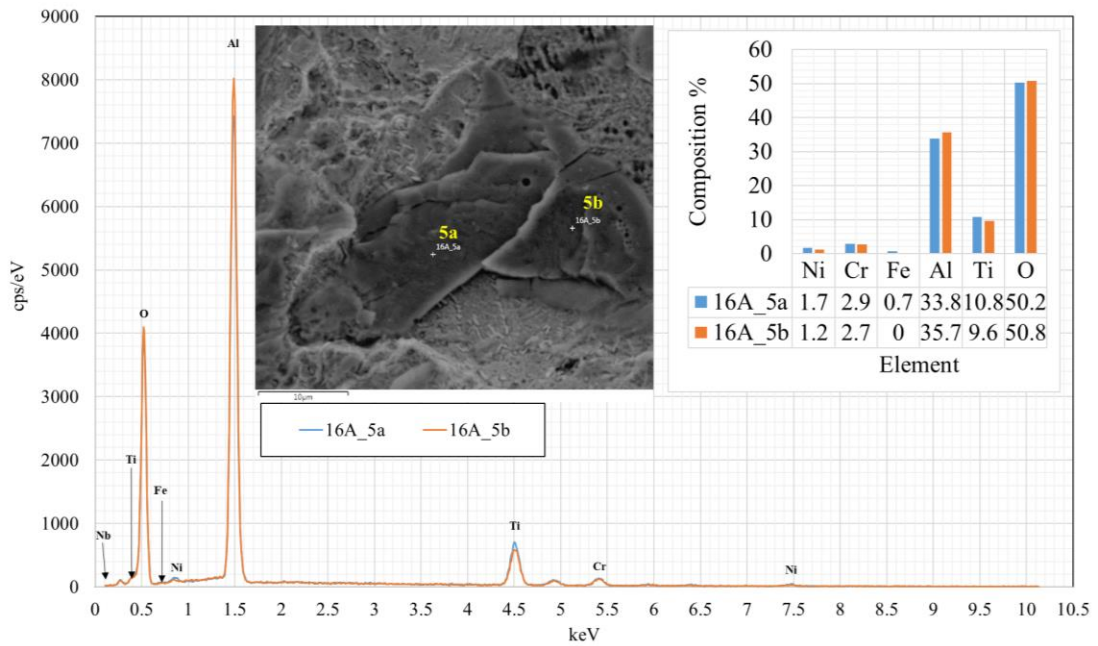 9000
8000
7000
6000
5000
4000
3000
2000
1000
0
cps/eV
0 0.5 1 1.5 2 2.5 3 3.5 4 4.5 5 5.5 6 6.5 7 7.5 8 8.5 9 9.5 10 10.5
keV
Nb
Ti
O
Fe
Ni
Al
Ti
Cr
Ni
5a
16A_5a
5b
16A_5b
10μm
16A_5a 16A_5b
Composition %
60
50
40
30
20
10
0
Ni Cr Fe Al Ti O
16A_5a 1.7 2.9 0.7 33.8 10.8 50.2
16A_5b 1.2 2.7 0 35.7 9.6 50.8
Element